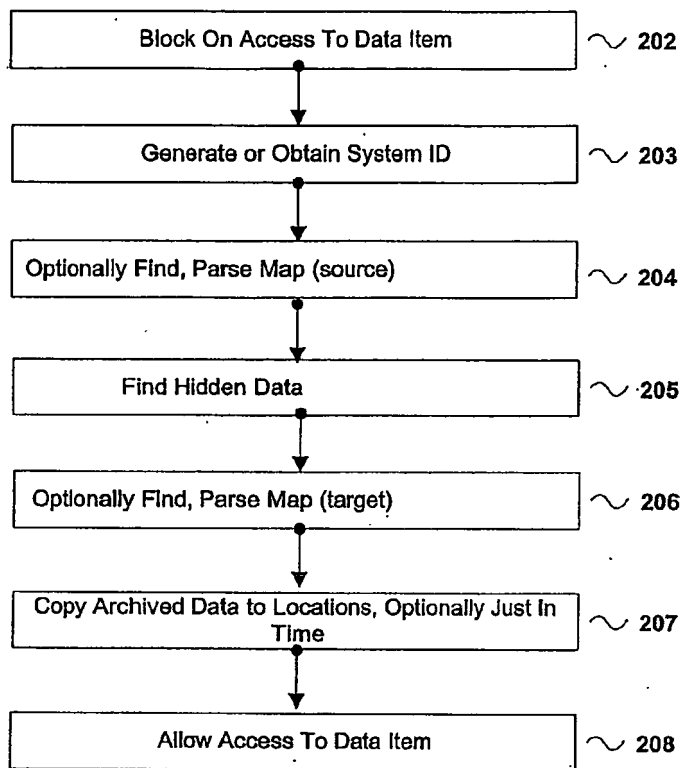 Block On Access To Data Item
202
Generate or Obtain System ID
203
Optionally Find, Parse Map (source)
204
Find Hidden Data
205
Optionally Find, Parse Map (target)
206
Copy Archived Data to Locations, Optionally Just In
Time
207
Allow Access To Data Item
208